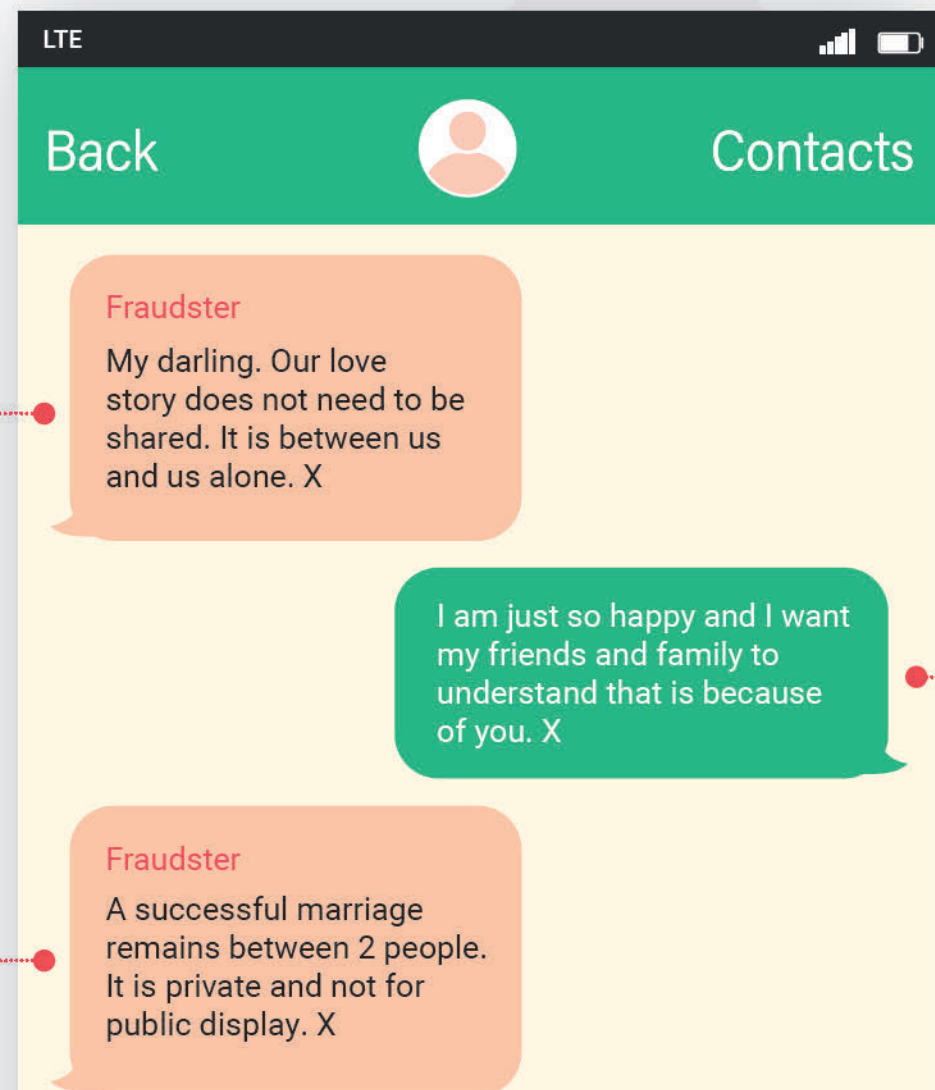 LTE
Back Contacts
Fraudster
My darling. Our love
story does not need to be
shared. It is between us
and us alone. X
I am just so happy and I want
my friends and family to
understand that is because
of you. X
Fraudster
A successful marriage
remains between 2 people.
It is private and not for
public display. X